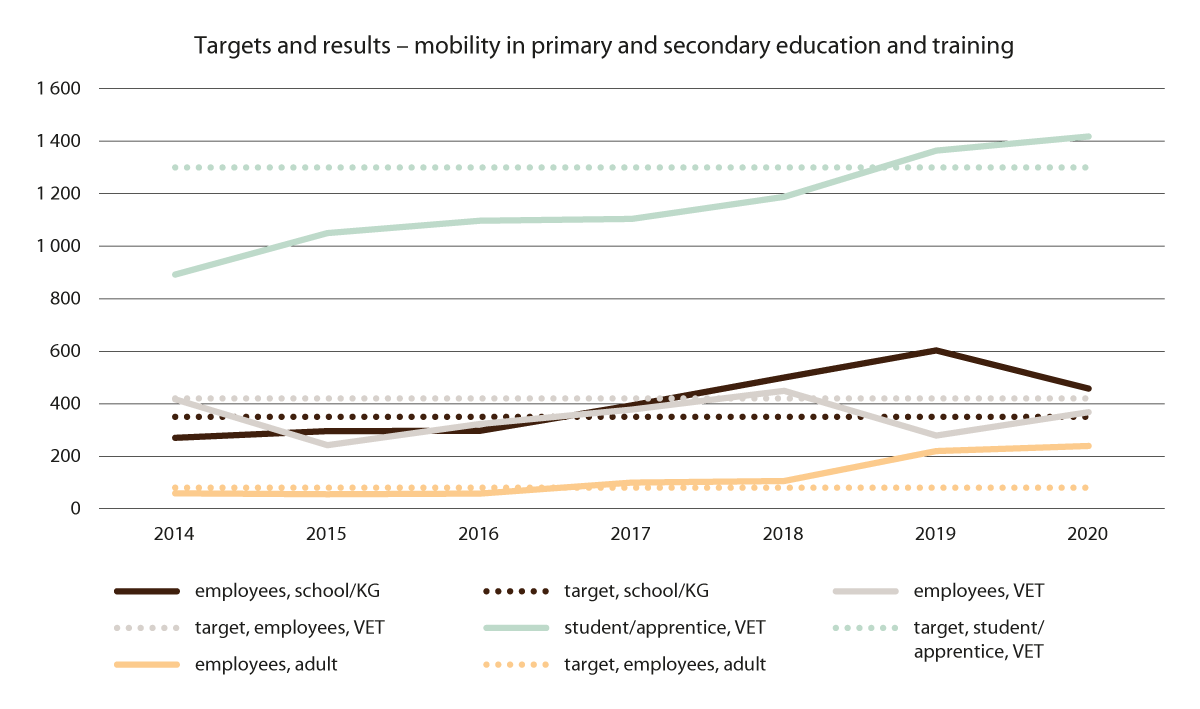 Targets and results – mobility in primary and secondary education and training
1 600
1 400
1 200
1 000
800
600
400
200
0
2014 2015 2016 2017 2018 2019 2020
employees, school/KG target, school/KG employees, VET
target, employees, VET student/apprentice, VET target, student/
apprentice, VET
employees, adult target, employees, adult